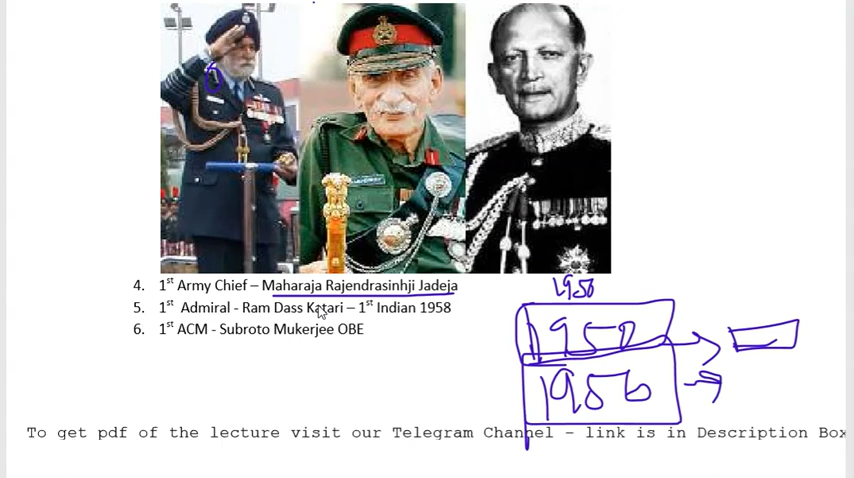 4. 1st Army Chief – Maharaja Rajendrasinhji Jadeja
1950
5. 1st Admiral - Ram Dass Katari – 1st Indian 1958
6. 1st ACM - Subroto Mukerjee OBE
1950
1956
To get pdf of the lecture visit our Telegram Channel – link is in Description Box